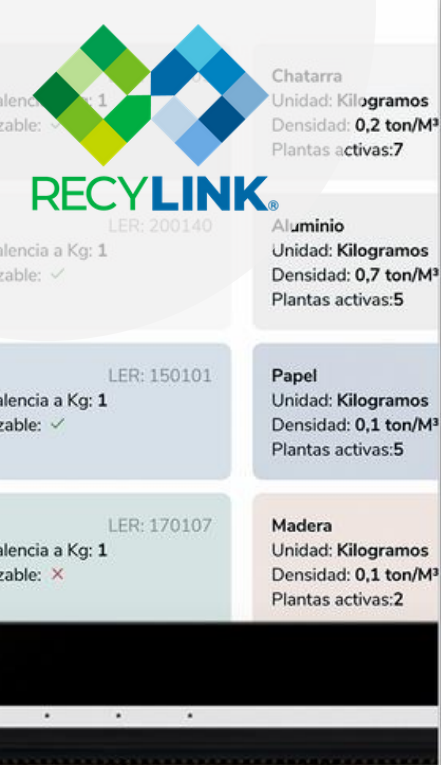 Chatarra
Unidad: Kilogramos
Densidad: 0,2 ton/M³
Plantas activas:7
RECYLINK®
LER: 200140
alencia a Kg: 1
zable: ✓
Aluminio
Unidad: Kilogramos
Densidad: 0,7 ton/M³
Plantas activas:5
LER: 150101
alencia a Kg: 1
zable: ✓
Papel
Unidad: Kilogramos
Densidad: 0,1 ton/M³
Plantas activas:5
LER: 170107
alencia a Kg: 1
zable: ✕
Madera
Unidad: Kilogramos
Densidad: 0,1 ton/M³
Plantas activas:2